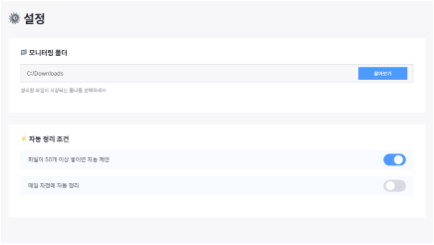 설정
모니터링 폴더
C:/Downloads
찾아보기
정리할 파일이 저장되는 폴더를 선택하세요
자동 정리 조건
파일이 50개 이상 쌓이면 자동 제안
매일 자정에 자동 정리